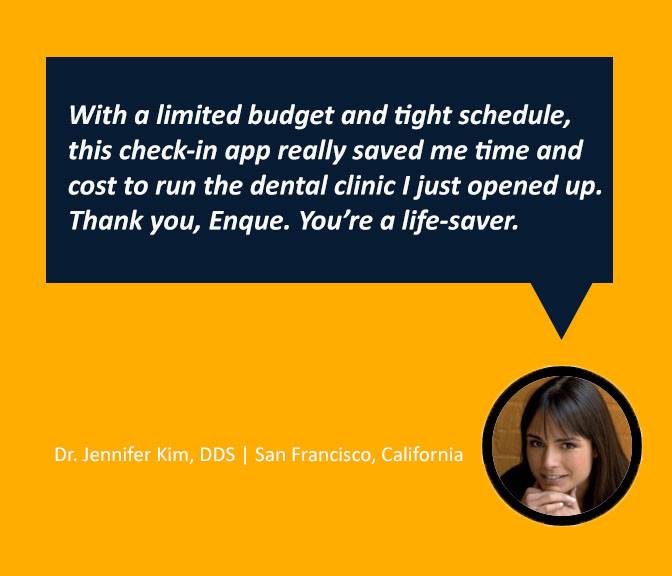 With a limited budget and tight schedule,
this check-in app really saved me time and
cost to run the dental clinic I just opened up.
Thank you, Enque. You’re a life-saver.
Dr. Jennifer Kim, DDS | San Francisco, California